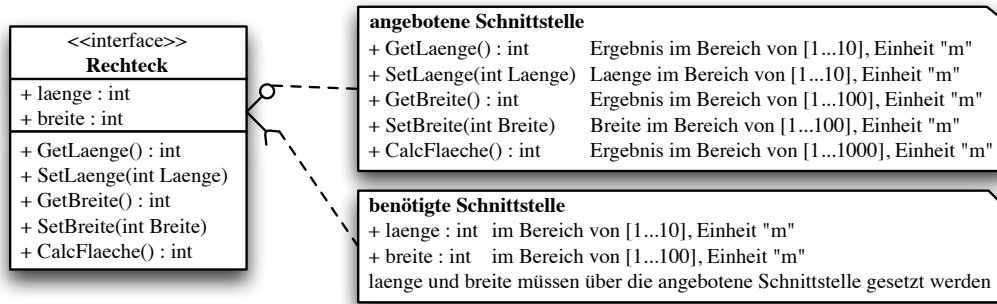 <<interface>>
Rechteck
+ laenge : int
+ breite : int
+ GetLaenge() : int
+ SetLaenge(int Laenge)
+ GetBreite() : int
+ SetBreite(int Breite)
+ CalcFlaeche() : int
angebotene Schnittstelle
+ GetLaenge() : int Ergebnis im Bereich von [1...10], Einheit "m"
+ SetLaenge(int Laenge) Laenge im Bereich von [1...10], Einheit "m"
+ GetBreite() : int Ergebnis im Bereich von [1...100], Einheit "m"
+ SetBreite(int Breite) Breite im Bereich von [1...100], Einheit "m"
+ CalcFlaeche() : int Ergebnis im Bereich von [1...1000], Einheit "m"
benötigte Schnittstelle
+ laenge : int im Bereich von [1...10], Einheit "m"
+ breite : int im Bereich von [1...100], Einheit "m"
laenge und breite müssen über die angebotene Schnittstelle gesetzt werden